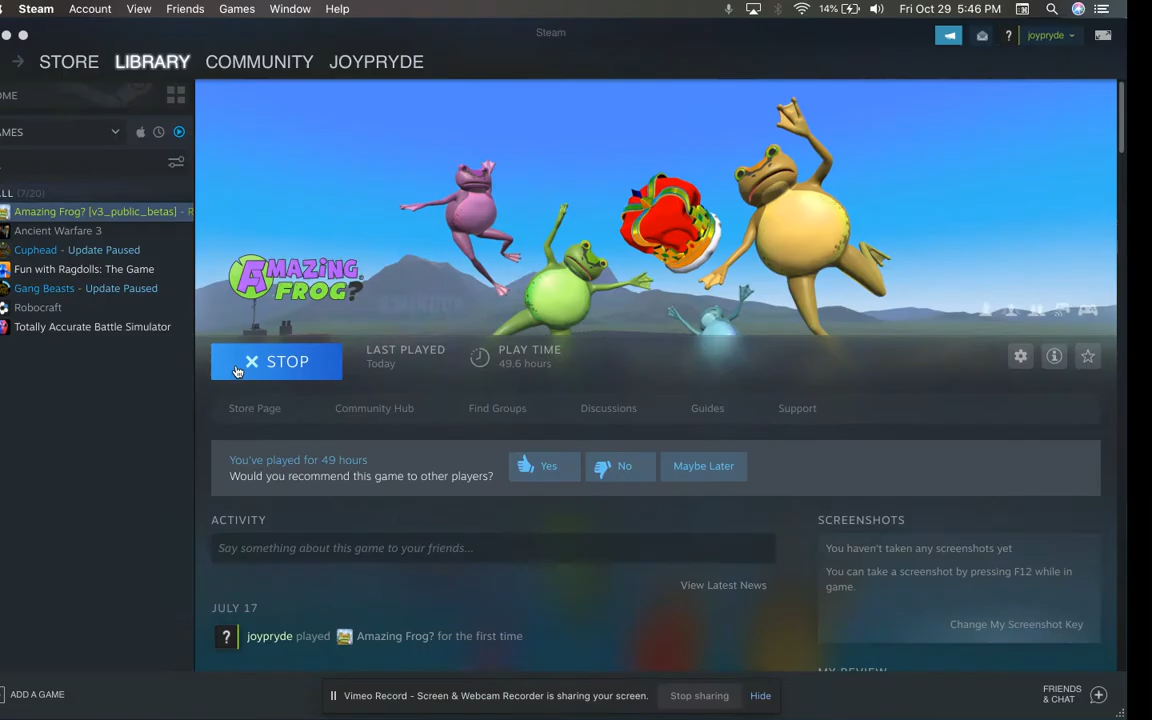 Steam Account View Friends Games Window Help 14% Fri Oct 29 5:46 PM
Steam
? joypryde
STORE LIBRARY COMMUNITY JOYPRYDE
OME
AMES
LL (7/20)
Amazing Frog? [v3_public_betas] - R
Ancient Warfare 3
Cuphead - Update Paused
Fun with Ragdolls: The Game
Gang Beasts - Update Paused
Robocraft
Totally Accurate Battle Simulator
AMAZING
FROG?
STOP
LAST PLAYED
Today
PLAY TIME
49.6 hours
Store Page Community Hub Find Groups Discussions Guides Support
You've played for 49 hours
Would you recommend this game to other players?
Yes No Maybe Later
ACTIVITY
Say something about this game to your friends...
View Latest News
JULY 17
? joypryde played Amazing Frog? for the first time
SCREENSHOTS
You haven't taken any screenshots yet
You can take a screenshot by pressing F12 while in
game.
Change My Screenshot Key
MY REVIEW
ADD A GAME
Vimeo Record - Screen & Webcam Recorder is sharing your screen. Stop sharing Hide
FRIENDS
& CHAT